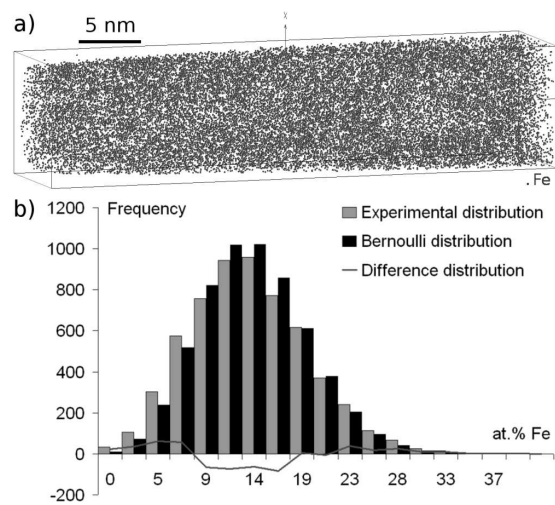 a)
5 nm
X
. Fe
b)
1200
Frequency
1000
800
600
400
200
0
-200
Experimental distribution
Bernoulli distribution
Difference distribution
at.% Fe
0 5 9 14 19 23 28 33 37